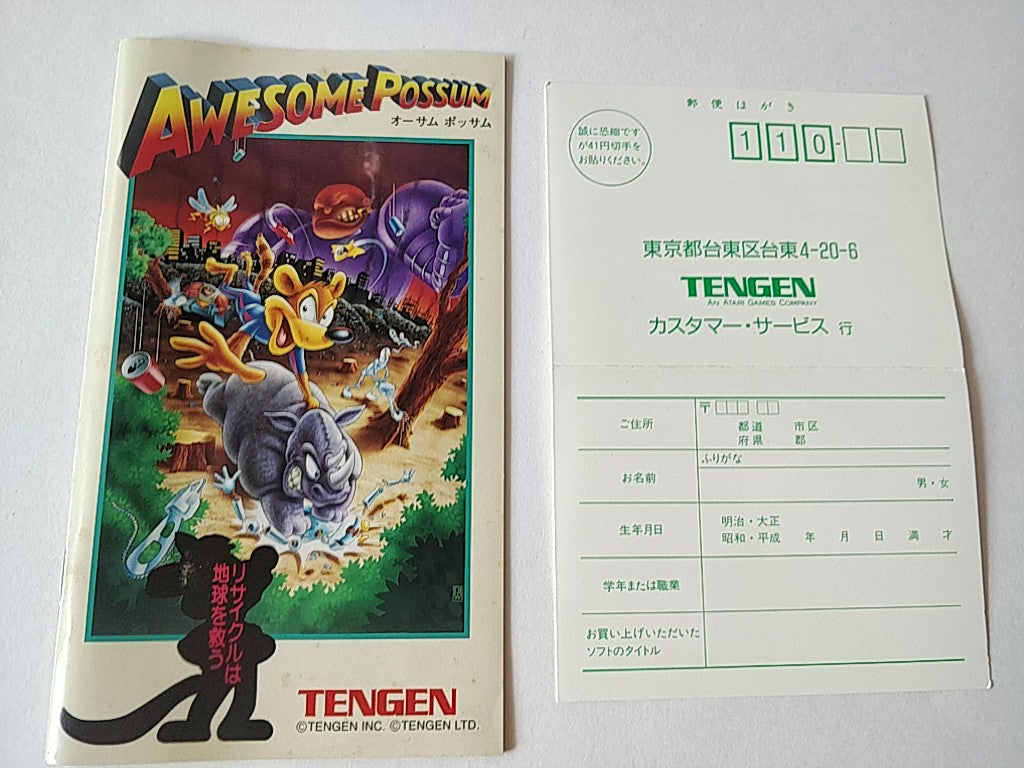 AWESOME POSSUM
オーサム ポッサム
リサイクルは
地球を救う
TENGEN
©TENGEN INC. ©TENGEN LTD.
郵便はがき
誠に恐縮です
が41円切手を
お貼りください。
110-
東京都台東区台東4-20-6
TENGEN
AN ATARI GAMES COMPANY
カスタマー・サービス 行
ご住所
〒
都道 市区
府県 郡
お名前
ふりがな
男・女
生年月日
明治・大正
昭和・平成 年 月 日 満 才
学年または職業
お買い上げいただいた
ソフトのタイトル